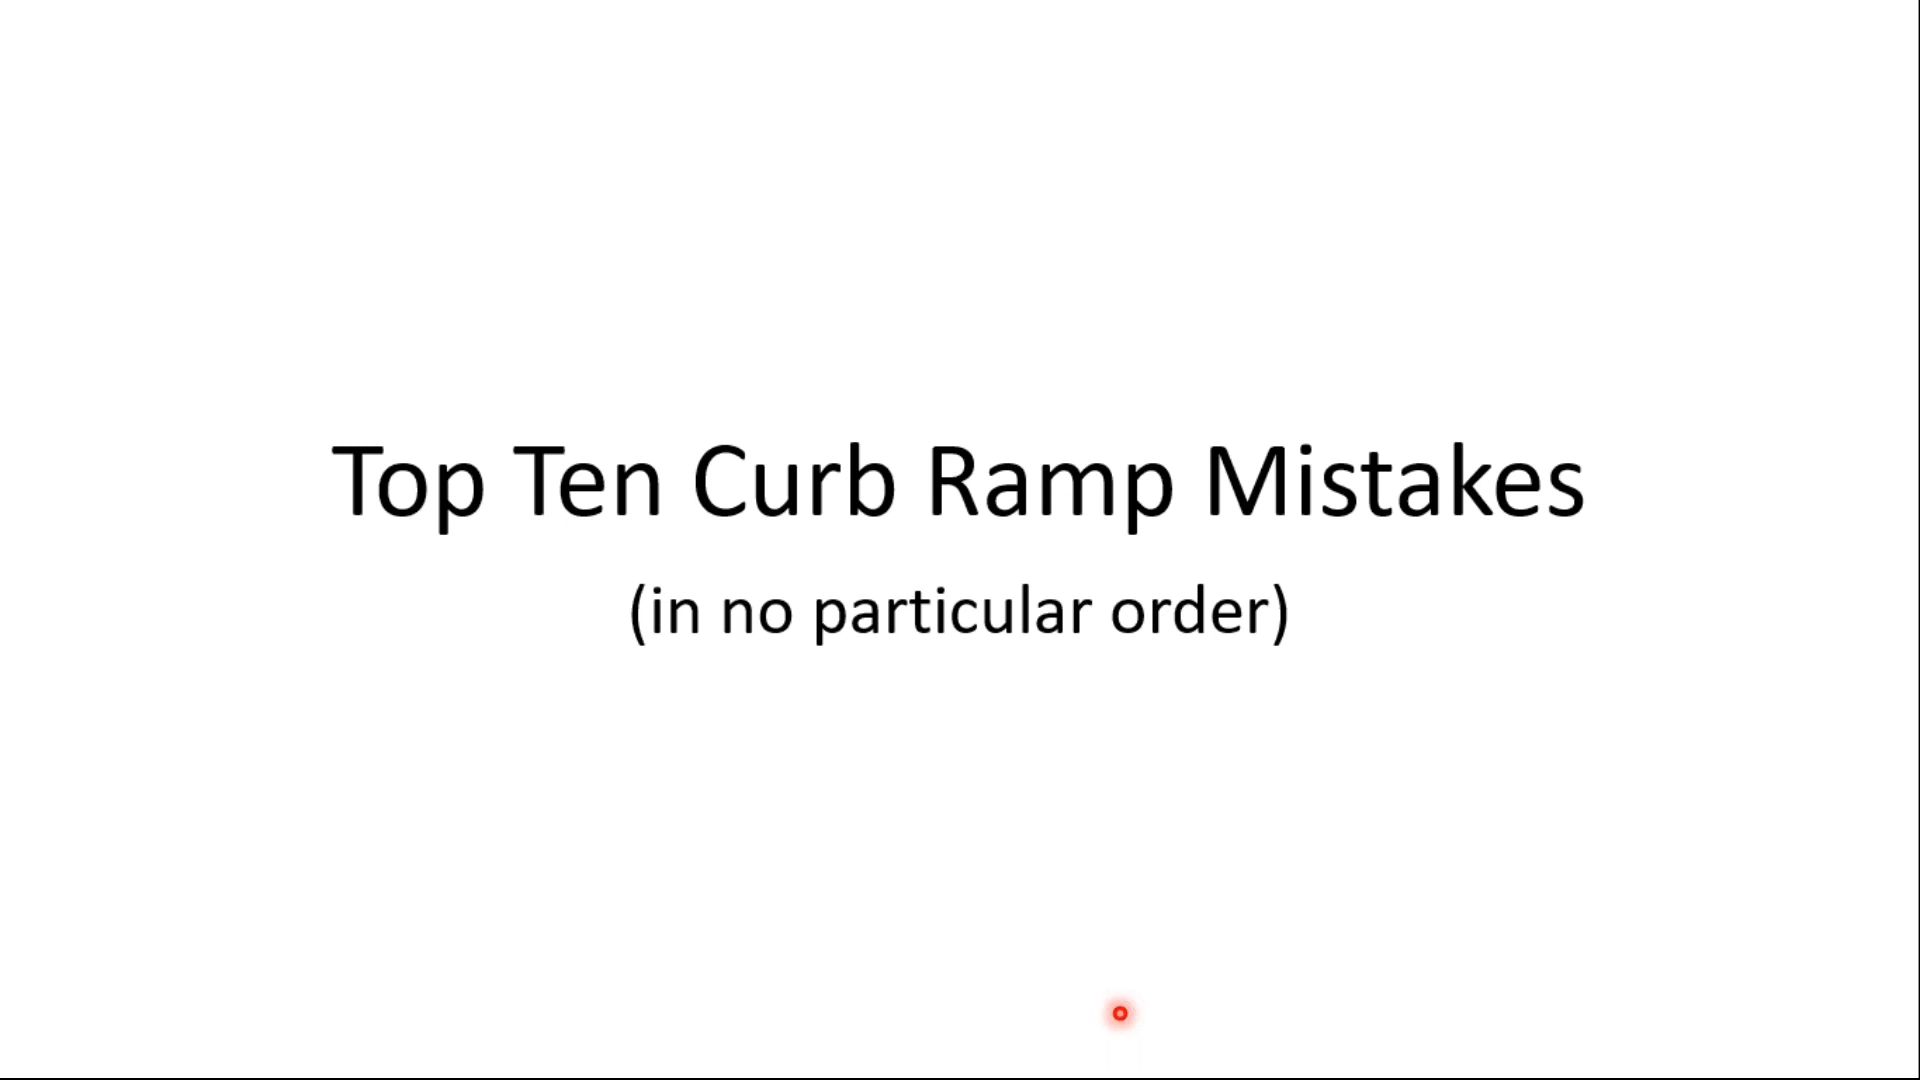 Top Ten Curb Ramp Mistakes
(in no particular order)